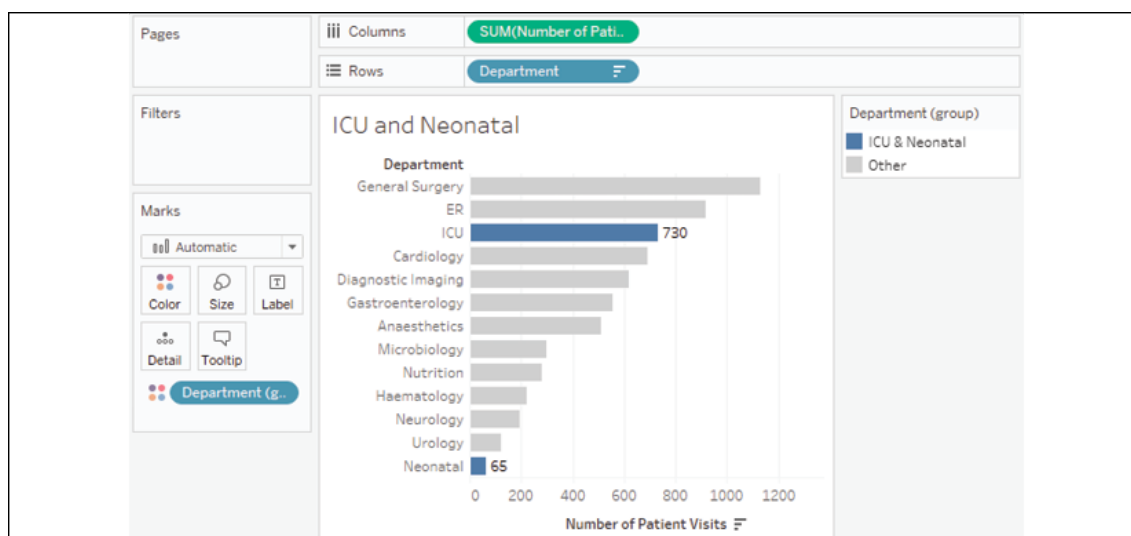 Pages
Columns
SUM(Number of Pati..
Rows
Department
Filters
ICU and Neonatal
Department (group)
ICU & Neonatal
Other
Department
General Surgery
ER
ICU 730
Cardiology
Diagnostic Imaging
Gastroenterology
Anaesthetics
Microbiology
Nutrition
Haematology
Neurology
Urology
Neonatal 65
0 200 400 600 800 1000 1200
Number of Patient Visits
Marks
Automatic
Color Size Label
Detail Tooltip
Department (g..